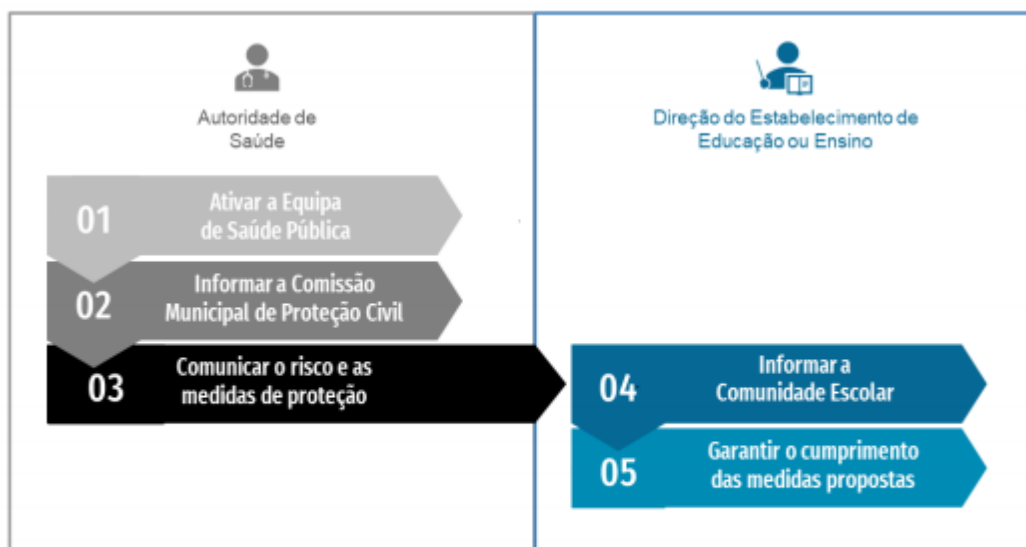 Autoridade de
Saúde
01
Ativar a Equipa
de Saúde Pública
02
Informar a Comissão
Municipal de Proteção Civil
03
Comunicar o risco e as
medidas de proteção
Direção do Estabelecimento de
Educação ou Ensino
04
Informar a
Comunidade Escolar
05
Garantir o cumprimento
das medidas propostas